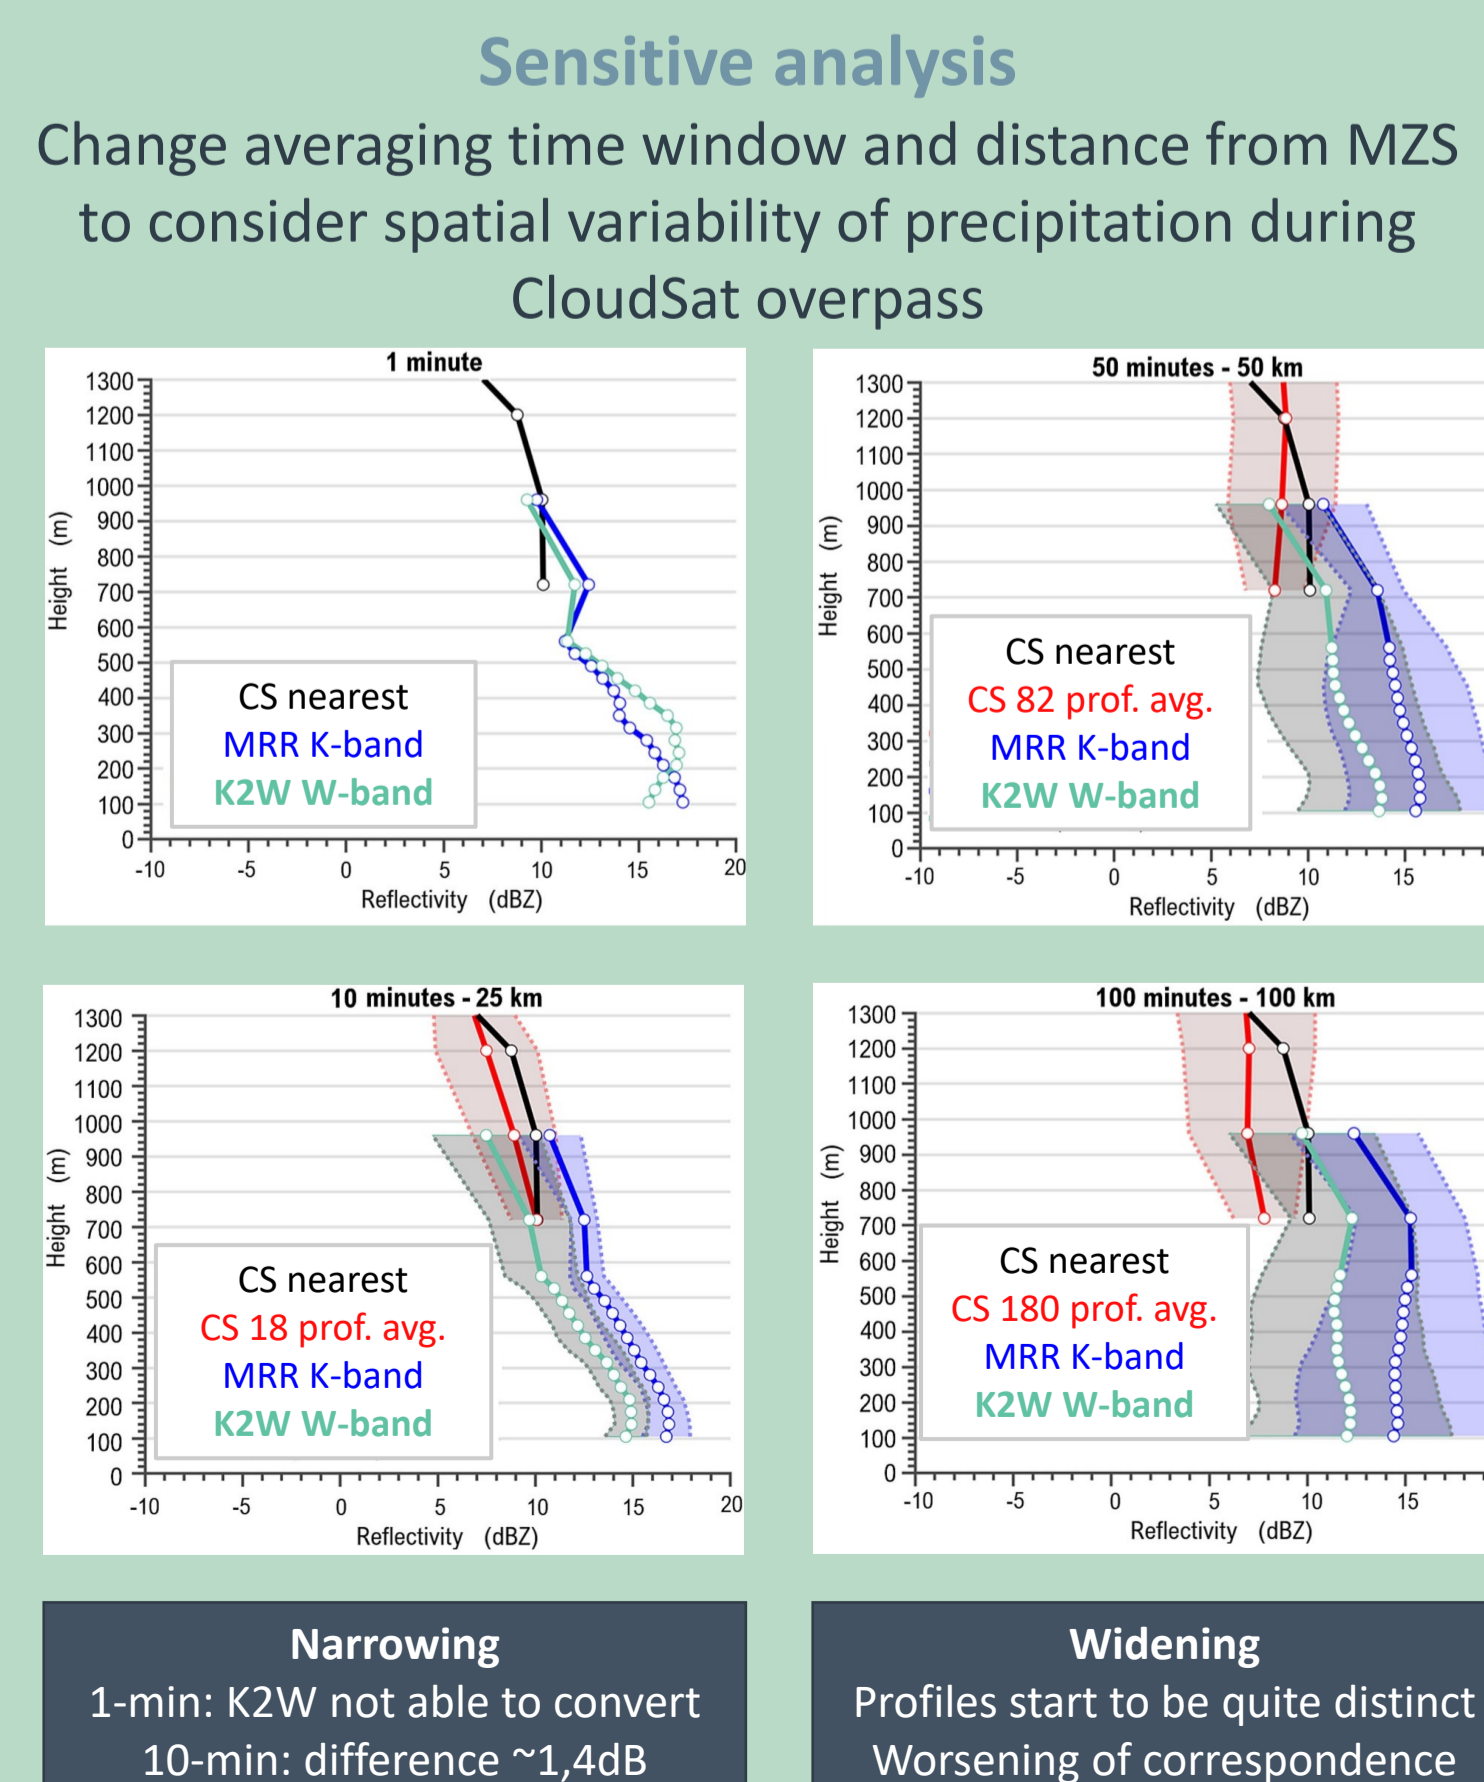 Sensitive analysis
Change averaging time window and distance from MZS
to consider spatial variability of precipitation during
CloudSat overpass
1 minute
1300
1200
1100
1000
900
800
700
600
500
400
300
200
100
0
Height (m)
CS nearest
MRR K-band
K2W W-band
-10 -5 0 5 10 15 20
Reflectivity (dBZ)
50 minutes - 50 km
1300
1200
1100
1000
900
800
700
600
500
400
300
200
100
0
Height (m)
CS nearest
CS 82 prof. avg.
MRR K-band
K2W W-band
-10 -5 0 5 10 15
Reflectivity (dBZ)
10 minutes - 25 km
1300
1200
1100
1000
900
800
700
600
500
400
300
200
100
0
Height (m)
CS nearest
CS 18 prof. avg.
MRR K-band
K2W W-band
-10 -5 0 5 10 15 20
Reflectivity (dBZ)
100 minutes - 100 km
1300
1200
1100
1000
900
800
700
600
500
400
300
200
100
0
Height (m)
CS nearest
CS 180 prof. avg.
MRR K-band
K2W W-band
-10 -5 0 5 10 15
Reflectivity (dBZ)
Narrowing
1-min: K2W not able to convert
10-min: difference ~1,4dB
Widening
Profiles start to be quite distinct
Worsening of correspondence